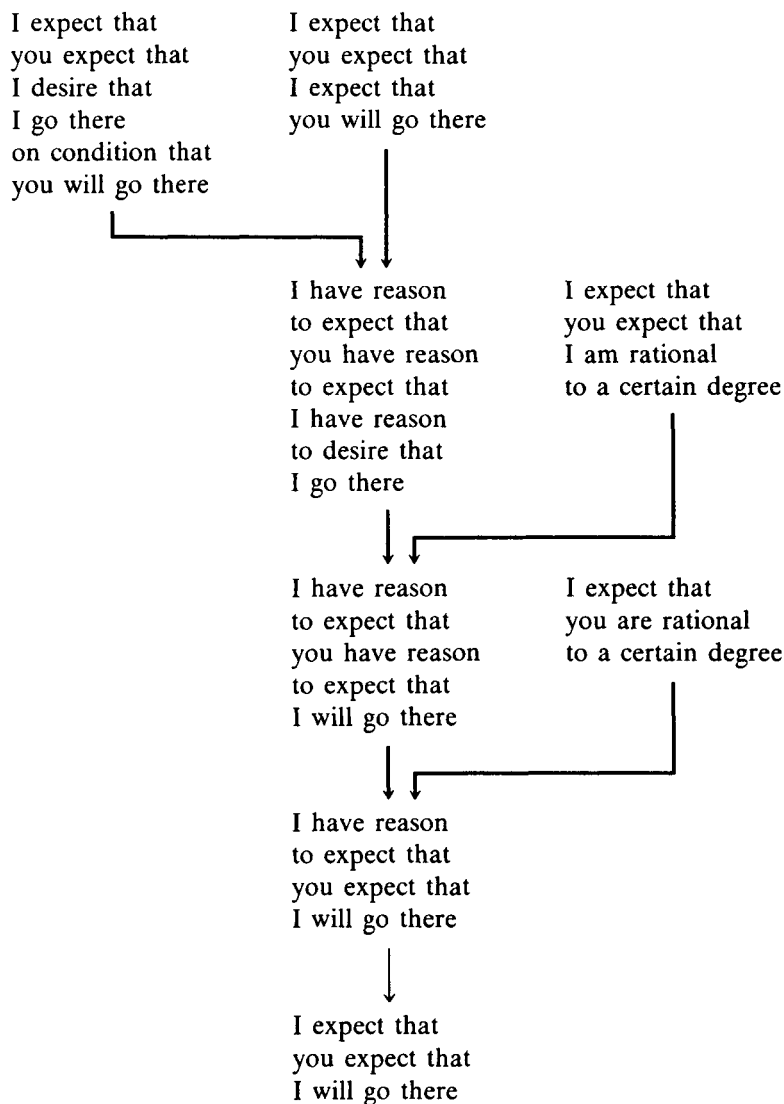 I expect that
you expect that
I desire that
I go there
on condition that
you will go there
I expect that
you expect that
I expect that
you will go there
I have reason
to expect that
you have reason
to expect that
I have reason
to desire that
I go there
I expect that
you expect that
I am rational
to a certain degree
I have reason
to expect that
you have reason
to expect that
I will go there
I expect that
you are rational
to a certain degree
I have reason
to expect that
you expect that
I will go there
I expect that
you expect that
I will go there